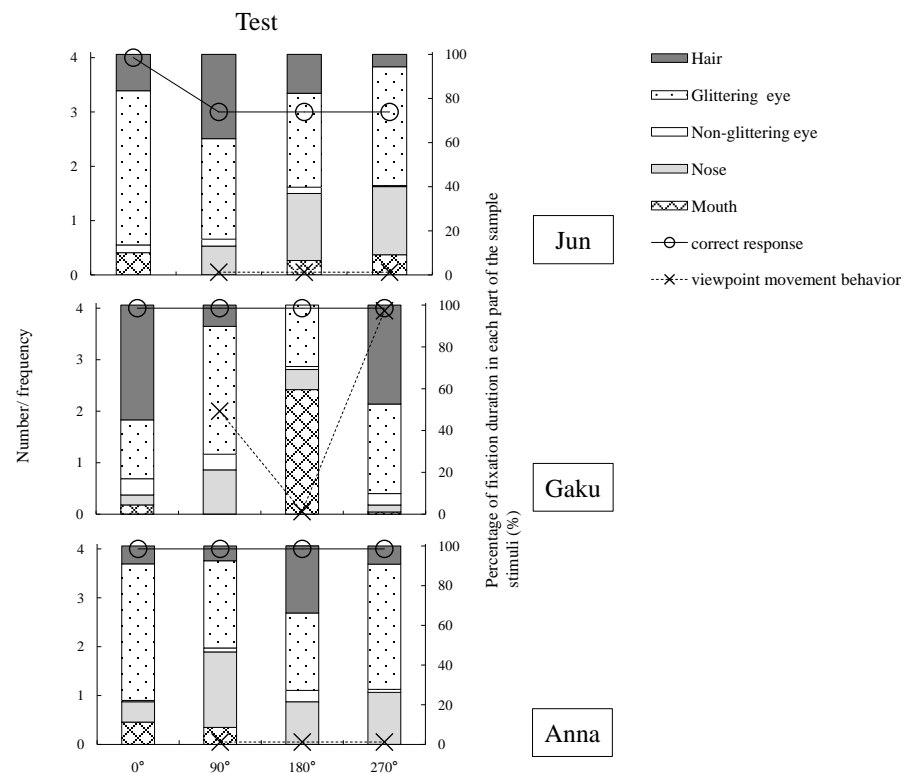 Test
4
3
2
1
0
100
80
60
40
20
0
Hair
Glittering eye
Non-glittering eye
Nose
Mouth
correct response
viewpoint movement behavior
Jun
4
3
2
1
0
100
80
60
40
20
0
Gaku
Number/ frequency
Percentage of fixation duration in each part of the sample
stimuli (%)
4
3
2
1
0
100
80
60
40
20
0
Anna
0° 90° 180° 270°